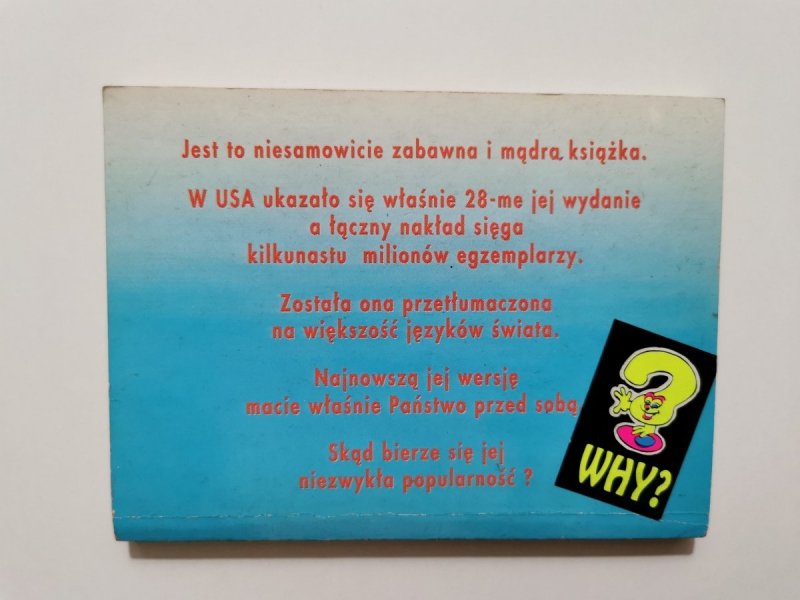 Jest to niesamowicie zabawna i mądra, książka.
W USA ukazało się właśnie 28-me jej wydanie
a łączny nakład sięga
kilkunastu milionów egzemplarzy.
Została ona przetłumaczona
na większość języków świata.
Najnowszą jej wersję
macie właśnie Państwo przed sobą
Skąd bierze się jej
niezwykła popularność ?
?
WHY?